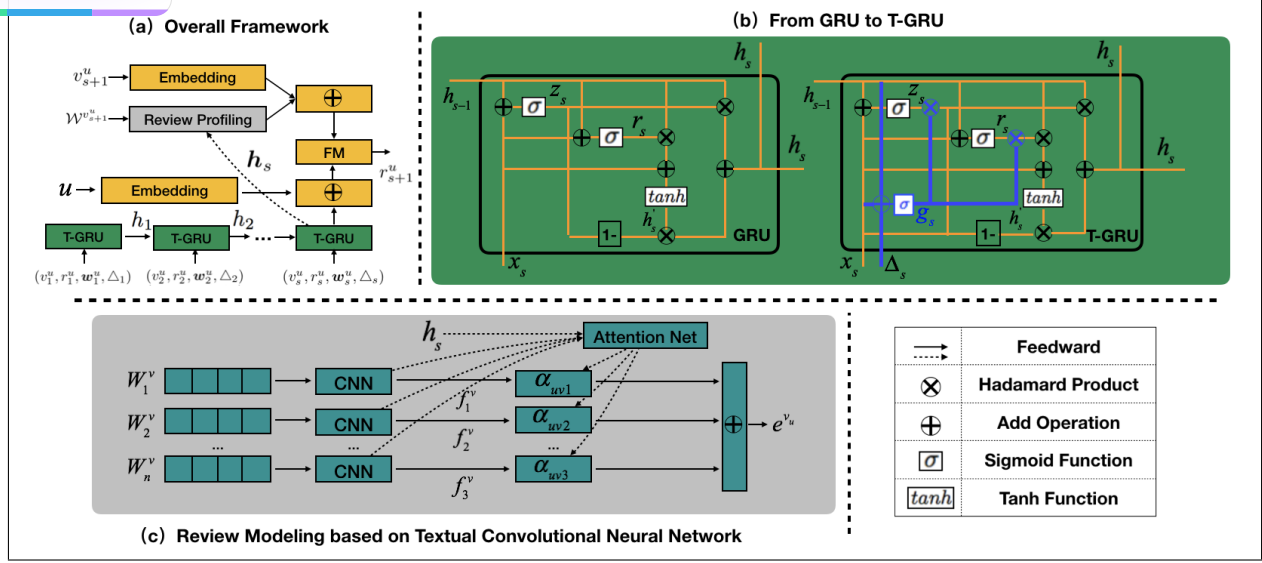 (a) Overall Framework
v^u_{s+1}
Embedding
⊕
W^{v^u_{s+1}}
Review Profiling
h_s
FM
r^u_{s+1}
u
Embedding
⊕
T-GRU
h_1
T-GRU
h_2
...
T-GRU
(v^u_1, r^u_1, w^u_1, △_1)
(v^u_2, r^u_2, w^u_2, △_2)
(v^u_s, r^u_s, w^u_s, △_s)
(b) From GRU to T-GRU
h_s
h_{s-1}
z_s
σ
σ
r_s
h_s
tanh
h'_s
1-
GRU
x_s
h_s
h_{s-1}
z_s
σ
σ
r_s
h_s
tanh
σ
g_s
h'_s
1-
T-GRU
x_s
Δ_s
h_s
Attention Net
W^v_1
CNN
f^v_1
α_{uv1}
W^v_2
CNN
f^v_2
α_{uv2}
⊕
e^{v_u}
...
...
...
W^v_n
CNN
f^v_3
α_{uv3}
(c) Review Modeling based on Textual Convolutional Neural Network
Feedward
⊗ Hadamard Product
⊕ Add Operation
σ Sigmoid Function
tanh Tanh Function